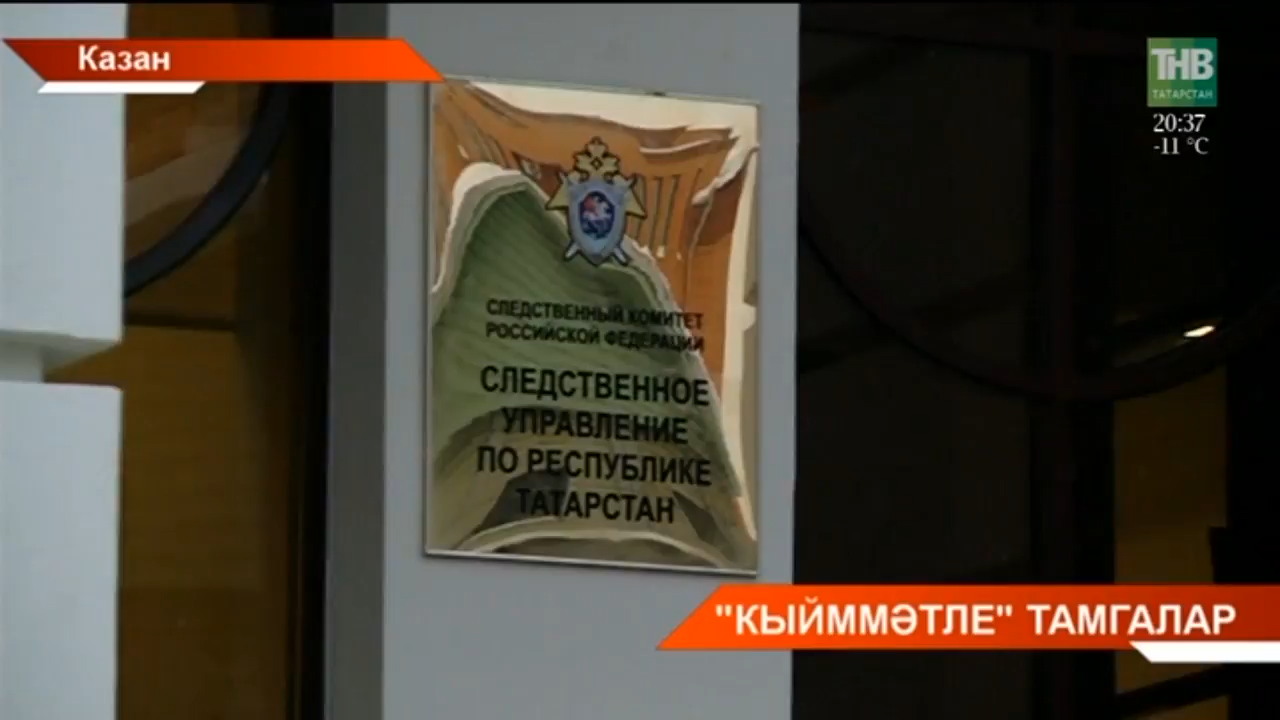 Казан
ТНВ
ТАТАРСТАН
20:37
-11 °C
СЛЕДСТВЕННЫЙ КОМИТЕТ
РОССИЙСКОЙ ФЕДЕРАЦИИ
СЛЕДСТВЕННОЕ
УПРАВЛЕНИЕ
ПО РЕСПУБЛИКЕ
ТАТАРСТАН
"КЫЙММӘТЛЕ" ТАМГАЛАР